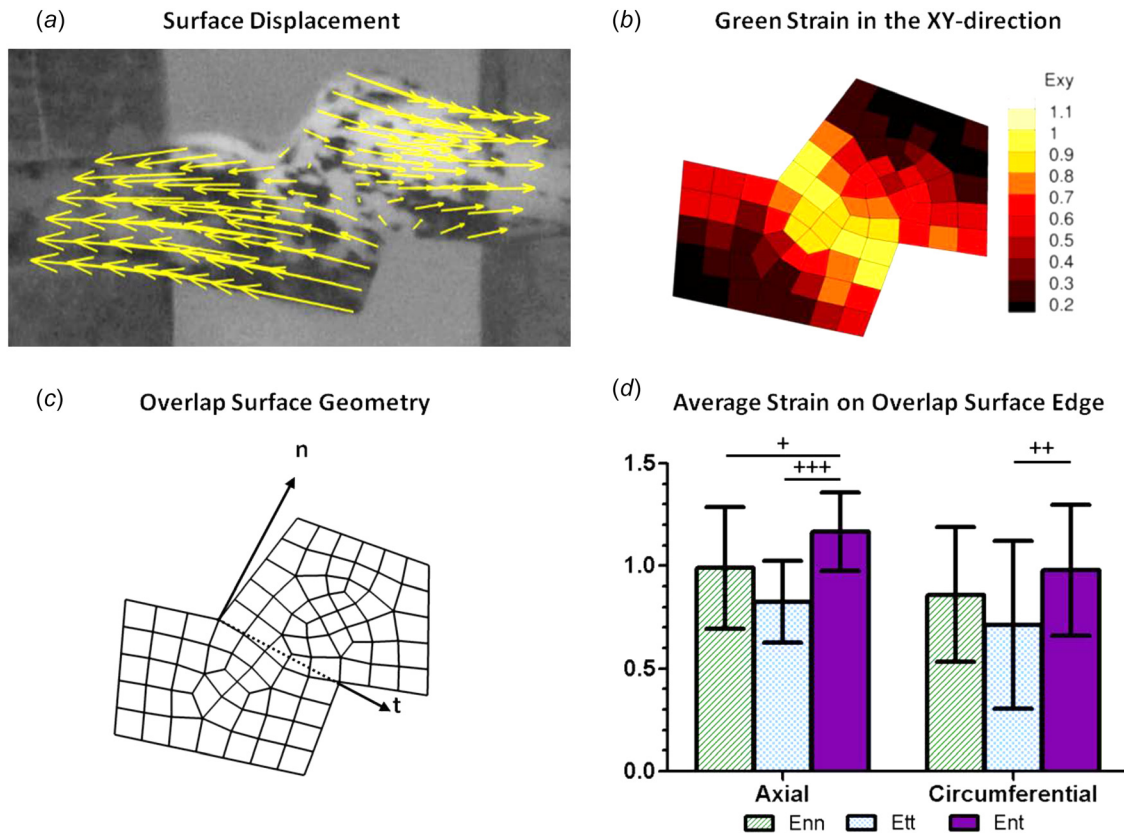 (a) Surface Displacement
(b) Green Strain in the XY-direction
Exy
1.1
1
0.9
0.8
0.7
0.6
0.5
0.4
0.3
0.2
(c) Overlap Surface Geometry
n
t
(d) Average Strain on Overlap Surface Edge
+
+++
++
1.5
1.0
0.5
0.0
Axial Circumferential
Enn Ett Ent